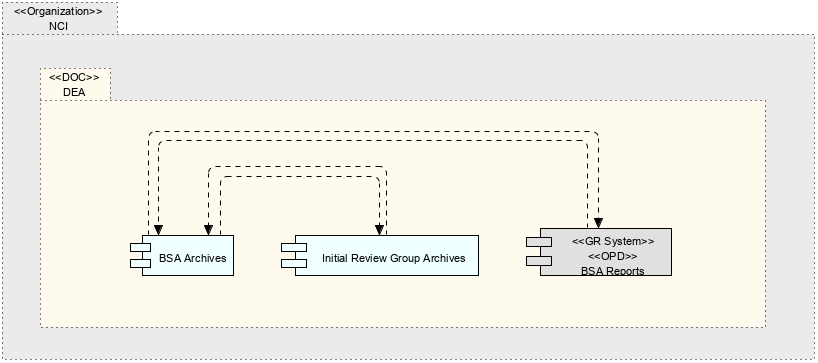 <<Organization>>
NCI
<<DOC>>
DEA
BSA Archives
Initial Review Group Archives
<<GR System>>
<<OPD>>
BSA Reports